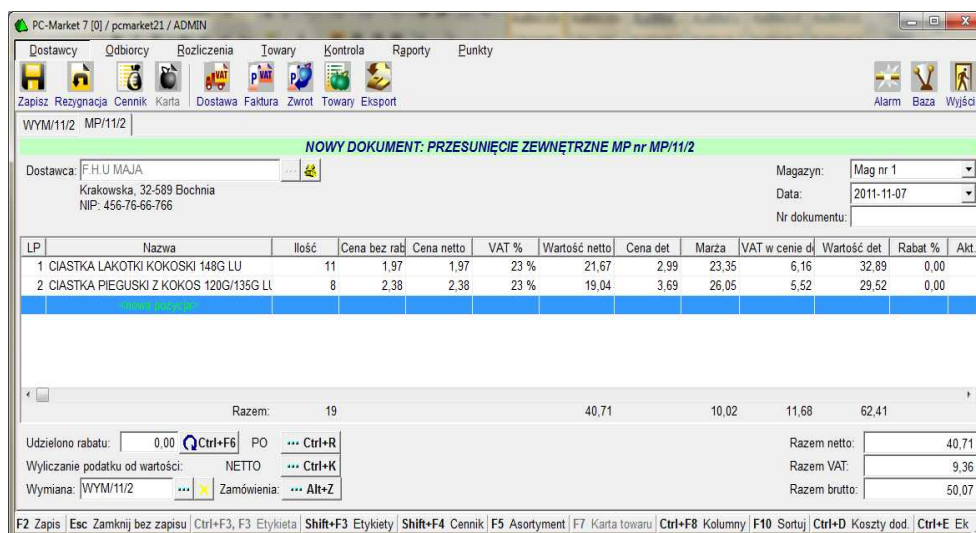 PC-Market 7 [0] / pcmarket21 / ADMIN
Dostawcy Odbiorcy Rozliczenia Towary Kontrola Raporty Punkty
VAT P VAT P
Zapisz Rezygnacja Cennik Karta Dostawa Faktura Zwrot Towary Eksport Alarm Baza Wyjści
WYM/11/2 MP/11/2
NOWY DOKUMENT: PRZESUNIĘCIE ZEWNĘTRZNE MP nr MP/11/2
Dostawca: F.H.U MAJA ... Magazyn: Mag nr 1
Krakowska, 32-589 Bochnia Data: 2011-11-07
NIP: 456-76-66-766
Nr dokumentu:
LP Nazwa Ilość Cena bez rab Cena netto VAT % Wartość netto Cena det Marża VAT w cenie d Wartość det Rabat % Akt.
1 CIASTKA LAKOTKI KOKOSKI 148G LU 11 1,97 1,97 23 % 21,67 2,99 23,35 6,16 32,89 0,00
2 CIASTKA PIEGUSKI Z KOKOS 120G/135G LU 8 2,38 2,38 23 % 19,04 3,69 26,05 5,52 29,52 0,00
<nowa pozycja>
Razem: 19 40,71 10,02 11,68 62,41
Udzielono rabatu: 0,00 Ctrl+F6 PO ... Ctrl+R Razem netto: 40,71
Wyliczanie podatku od wartości: NETTO ... Ctrl+K Razem VAT: 9,36
Wymiana: WYM/11/2 ... Zamówienia: ... Alt+Z Razem brutto: 50,07
F2 Zapis Esc Zamknij bez zapisu Ctrl+F3, F3 Etykieta Shift+F3 Etykiety Shift+F4 Cennik F5 Asortyment F7 Karta towaru Ctrl+F8 Kolumny F10 Sortuj Ctrl+D Koszty dod. Ctrl+E Ek